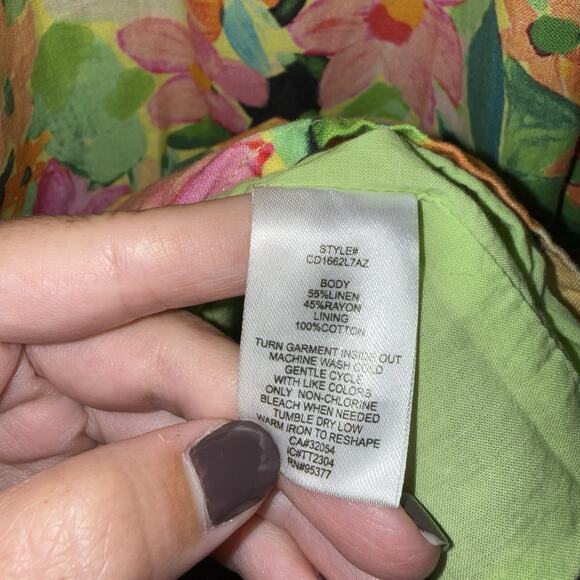 STYLE#
CD1662L7AZ
BODY
55%LINEN
45%RAYON
LINING
100%COTTON
TURN GARMENT INSIDE OUT
MACHINE WASH COLD
GENTLE CYCLE
WITH LIKE COLORS
ONLY NON-CHLORINE
BLEACH WHEN NEEDED
TUMBLE DRY LOW
WARM IRON TO RESHAPE
CA#32054
IC#TT2304
RN#95377